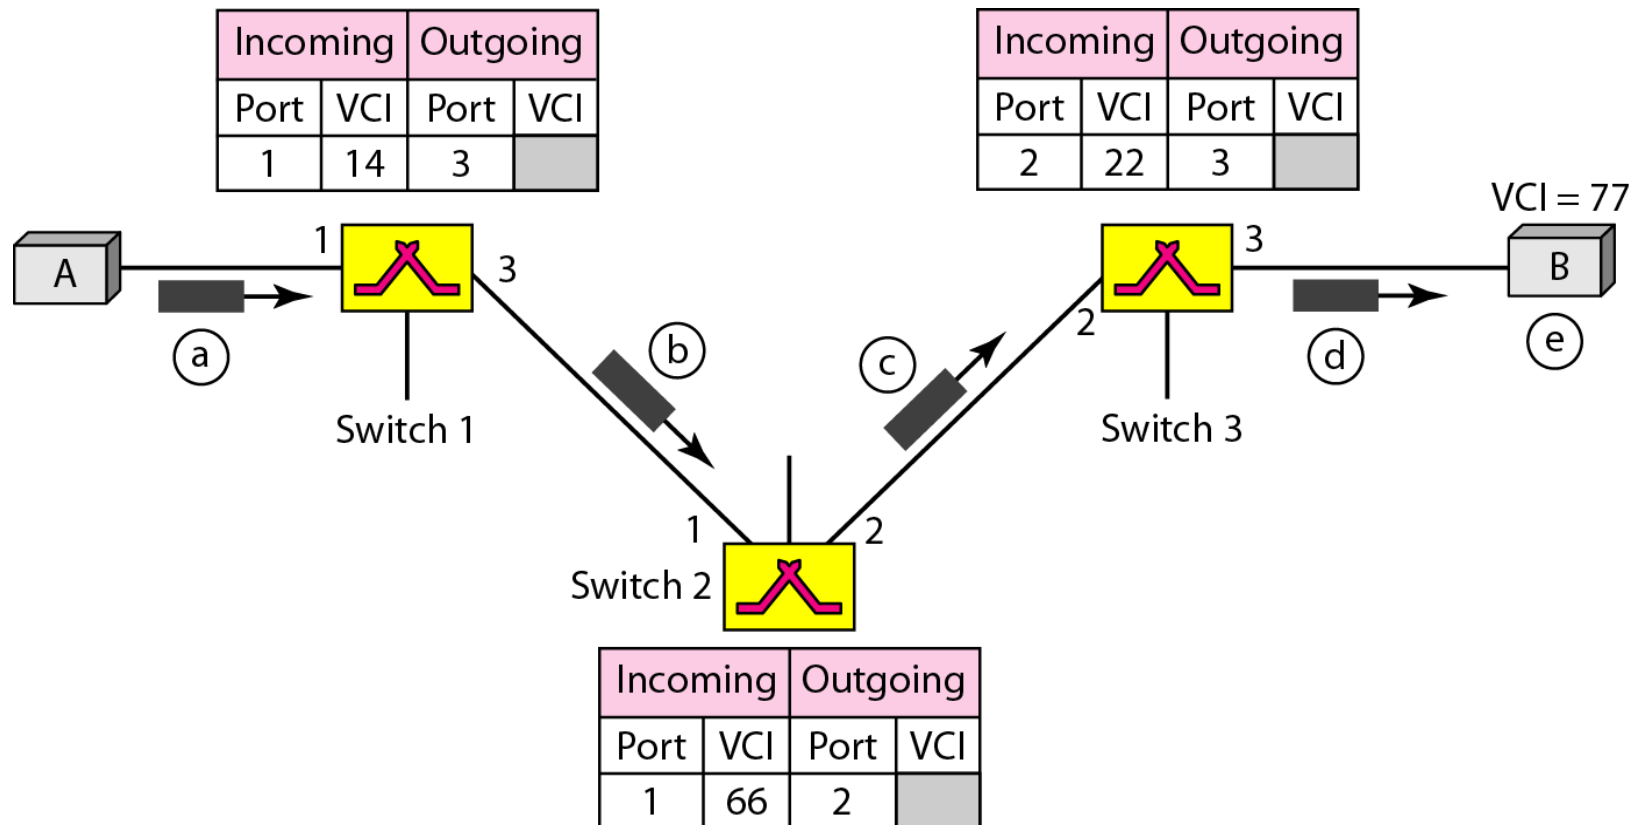 Incoming Outgoing
Port VCI Port VCI
1 14 3
Incoming Outgoing
Port VCI Port VCI
2 22 3
VCI = 77
A
1
3
a
Switch 1
b
c
2
3
Switch 3
d
B
e
1
2
Switch 2
Incoming Outgoing
Port VCI Port VCI
1 66 2